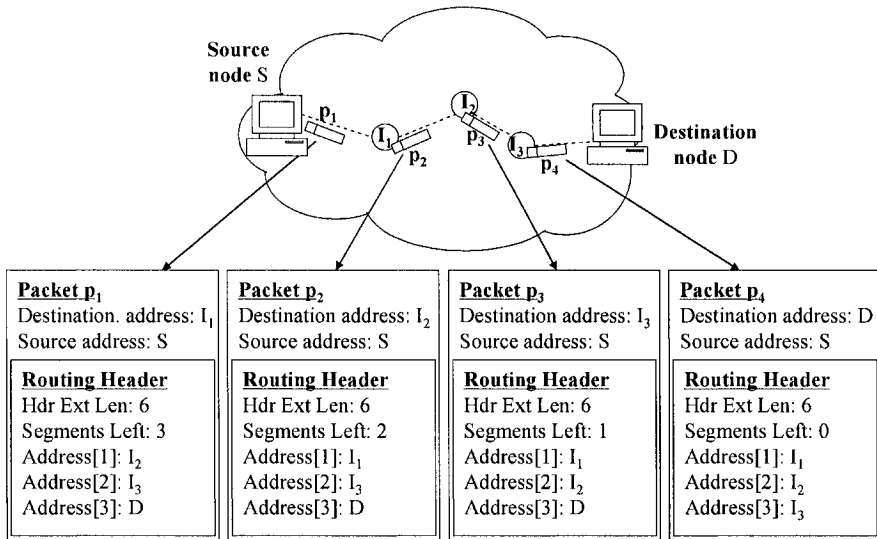 Source
node S
p₁
I₁
p₂
I₂
p₃
I₃
p₄
Destination
node D
Packet p₁
Destination. address: I₁
Source address: S
Routing Header
Hdr Ext Len: 6
Segments Left: 3
Address[1]: I₂
Address[2]: I₃
Address[3]: D
Packet p₂
Destination address: I₂
Source address: S
Routing Header
Hdr Ext Len: 6
Segments Left: 2
Address[1]: I₁
Address[2]: I₃
Address[3]: D
Packet p₃
Destination address: I₃
Source address: S
Routing Header
Hdr Ext Len: 6
Segments Left: 1
Address[1]: I₁
Address[2]: I₂
Address[3]: D
Packet p₄
Destination address: D
Source address: S
Routing Header
Hdr Ext Len: 6
Segments Left: 0
Address[1]: I₁
Address[2]: I₂
Address[3]: I₃